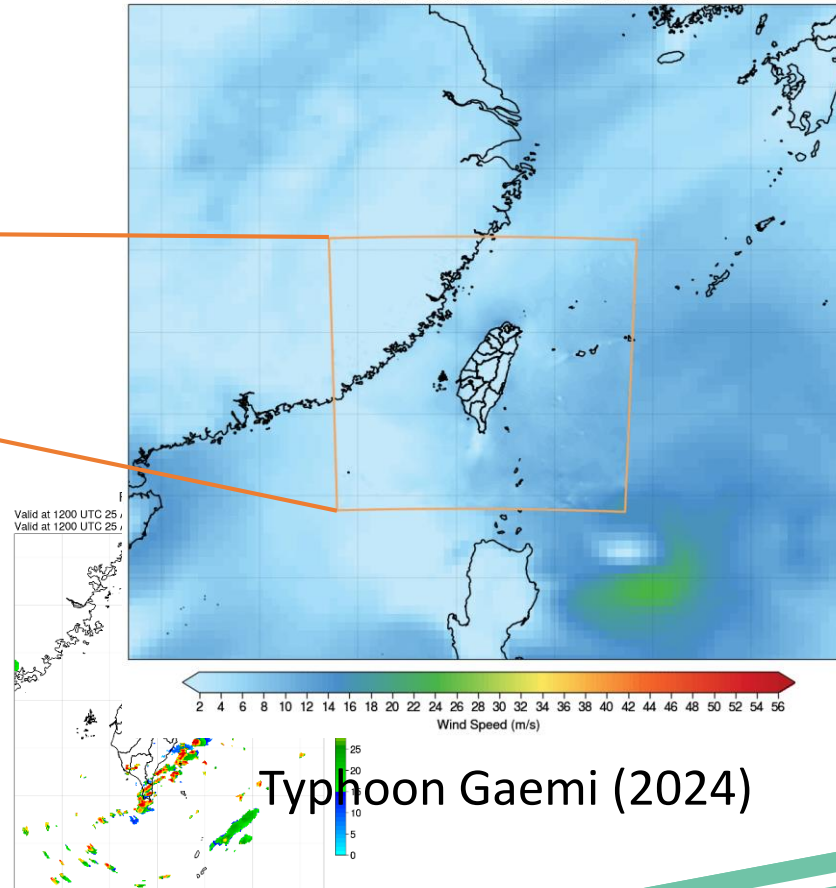 Valid at 1200 UTC 25
Valid at 1200 UTC 25
2 4 6 8 10 12 14 16 18 20 22 24 26 28 30 32 34 36 38 40 42 44 46 48 50 52 54 56
Wind Speed (m/s)
25
Typhoon Gaemi (2024)
10
5
0